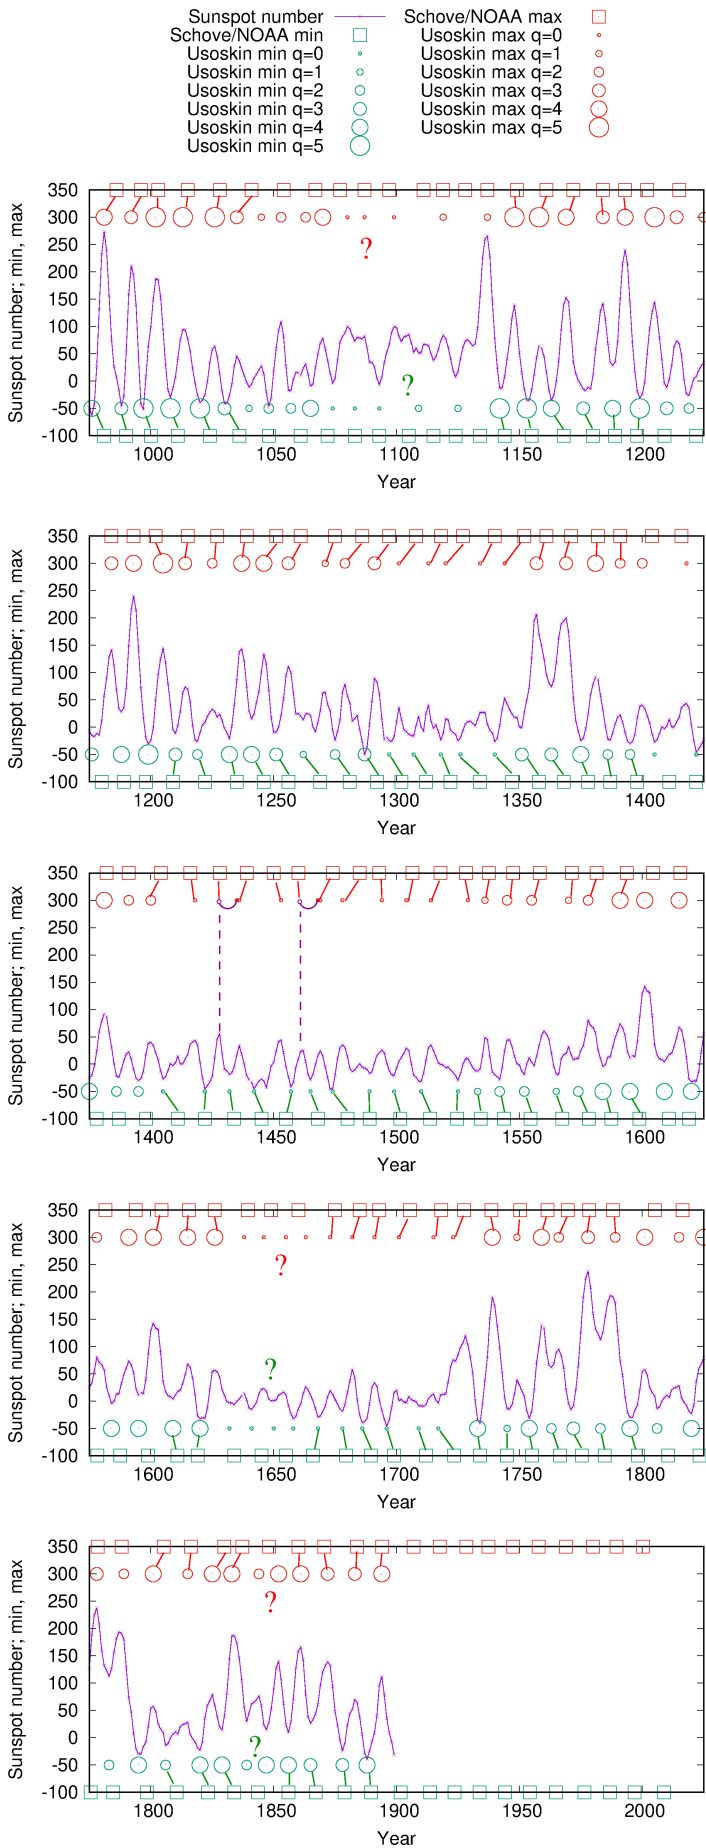 Sunspot number
Schove/NOAA min
Usoskin min q=0
Usoskin min q=1
Usoskin min q=2
Usoskin min q=3
Usoskin min q=4
Usoskin min q=5
Schove/NOAA max
Usoskin max q=0
Usoskin max q=1
Usoskin max q=2
Usoskin max q=3
Usoskin max q=4
Usoskin max q=5
Sunspot number; min, max
350
300
250
200
150
100
50
0
-50
-100
?
?
1000 1050 1100 1150 1200
Year
Sunspot number; min, max
350
300
250
200
150
100
50
0
-50
-100
1200 1250 1300 1350 1400
Year
Sunspot number; min, max
350
300
250
200
150
100
50
0
-50
-100
1400 1450 1500 1550 1600
Year
Sunspot number; min, max
350
300
250
200
150
100
50
0
-50
-100
?
?
1600 1650 1700 1750 1800
Year
Sunspot number; min, max
350
300
250
200
150
100
50
0
-50
-100
?
?
1800 1850 1900 1950 2000
Year